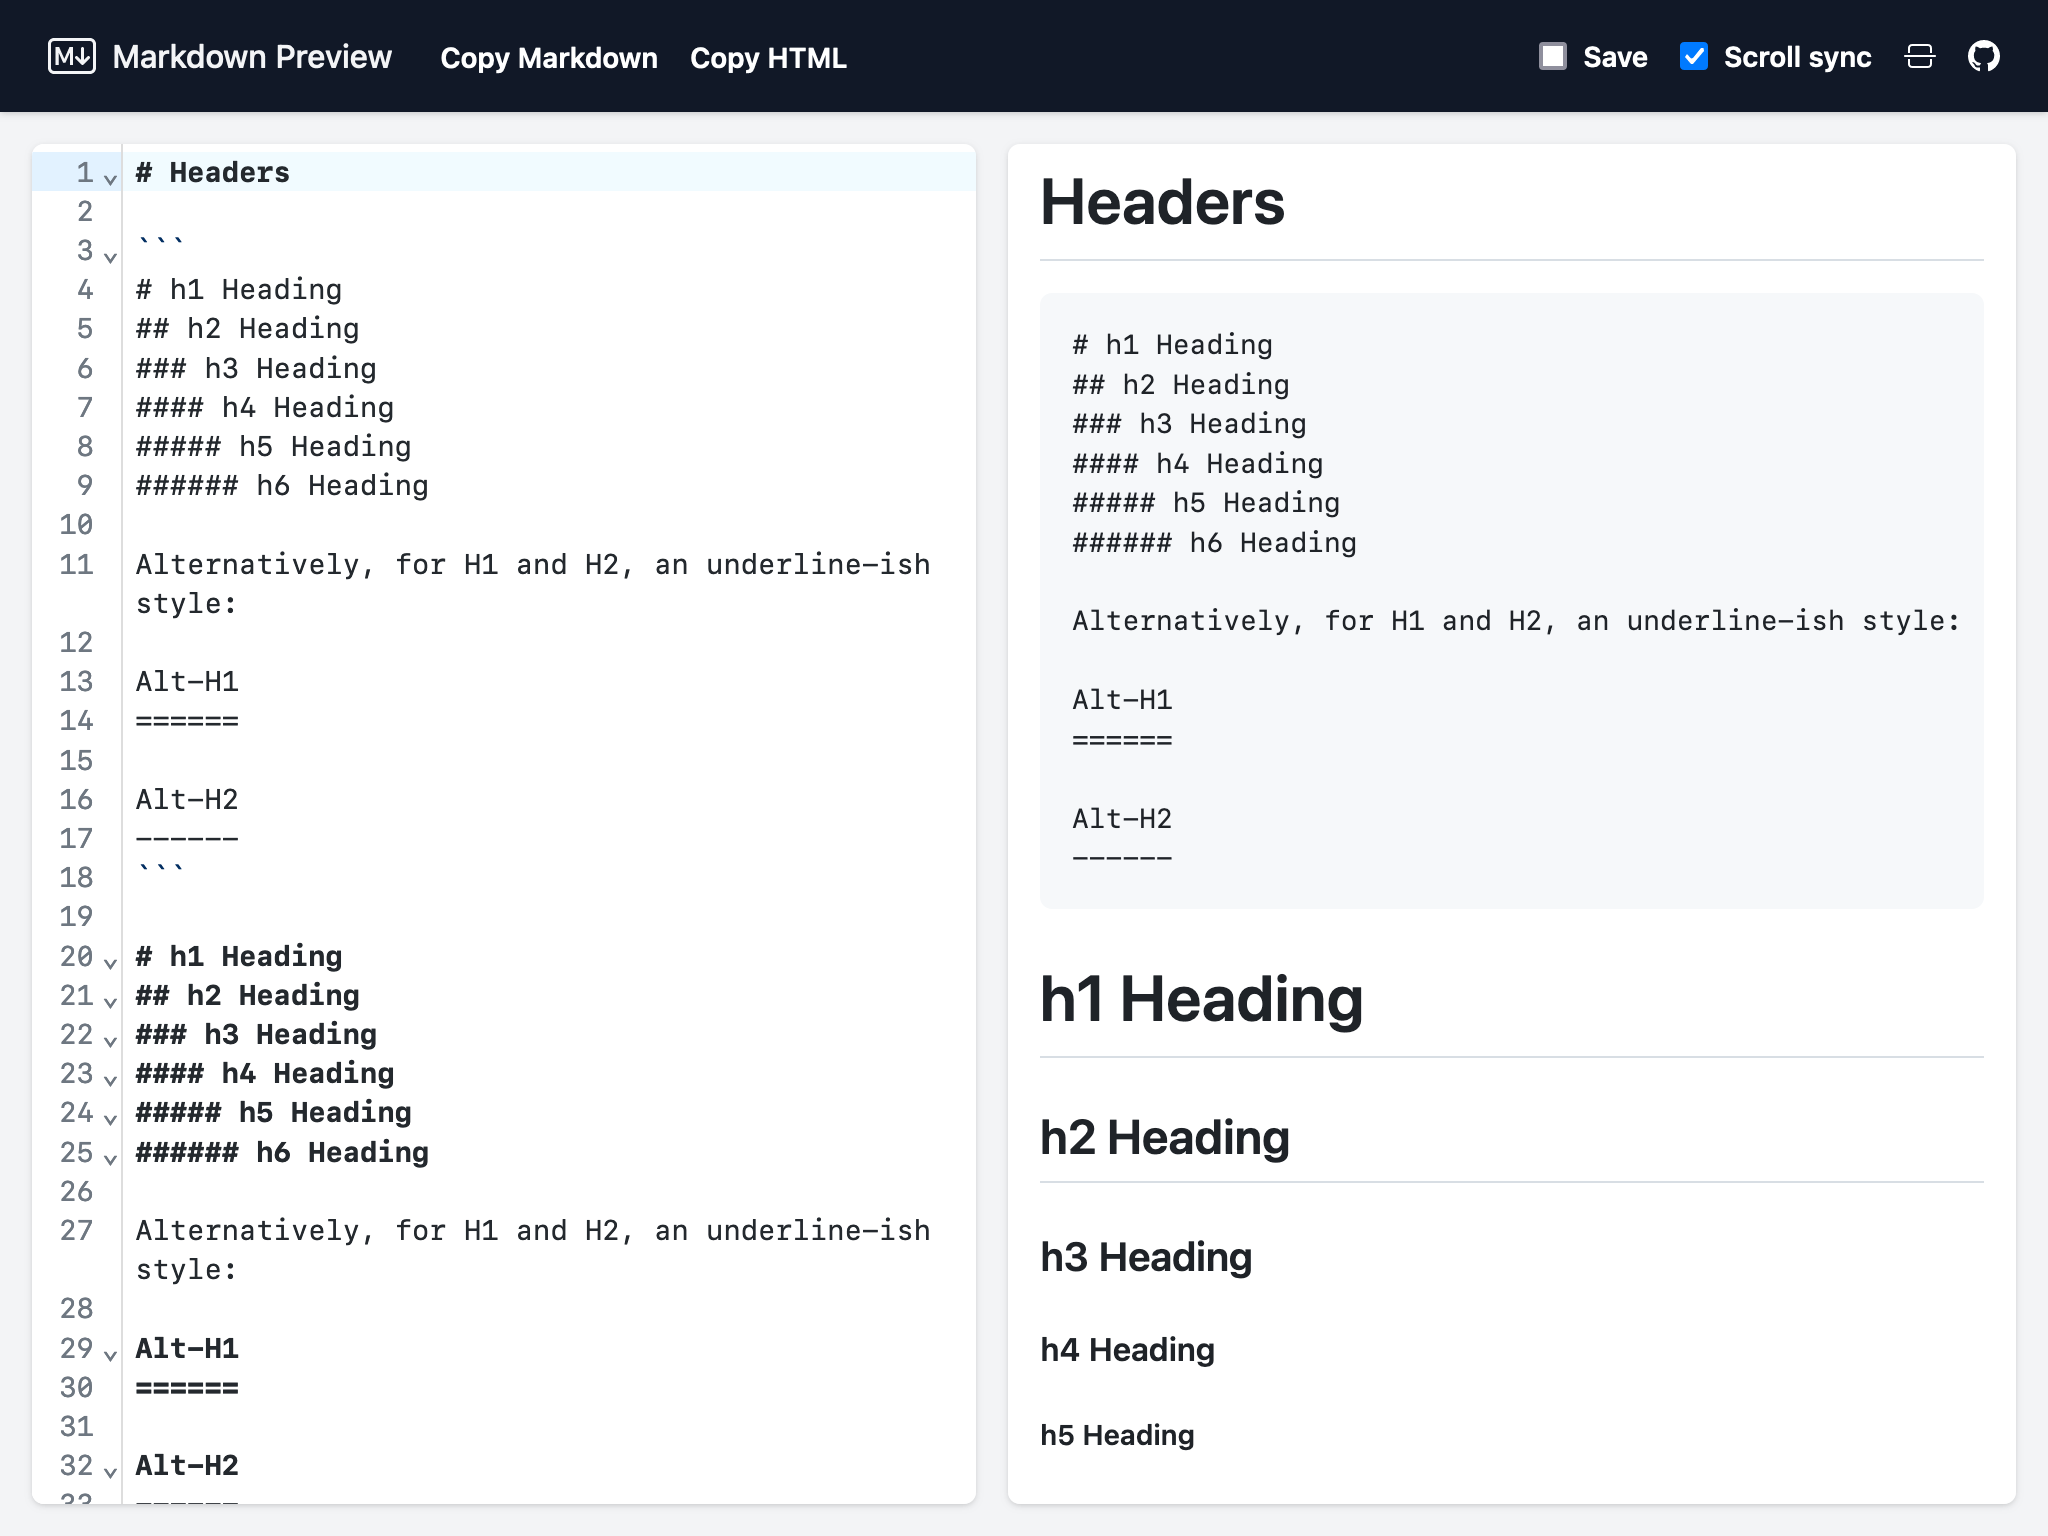 M↓ Markdown Preview Copy Markdown Copy HTML Save Scroll sync
1 # Headers
2
3 ```
4 # h1 Heading
5 ## h2 Heading
6 ### h3 Heading
7 #### h4 Heading
8 ##### h5 Heading
9 ###### h6 Heading
10
11 Alternatively, for H1 and H2, an underline-ish
style:
12
13 Alt-H1
14 ======
15
16 Alt-H2
17 ------
18 ```
19
20 # h1 Heading
21 ## h2 Heading
22 ### h3 Heading
23 #### h4 Heading
24 ##### h5 Heading
25 ###### h6 Heading
26
27 Alternatively, for H1 and H2, an underline-ish
style:
28
29 Alt-H1
30 ======
31
32 Alt-H2
33 ------
Headers
# h1 Heading
## h2 Heading
### h3 Heading
#### h4 Heading
##### h5 Heading
###### h6 Heading
Alternatively, for H1 and H2, an underline-ish style:
Alt-H1
======
Alt-H2
------
h1 Heading
h2 Heading
h3 Heading
h4 Heading
h5 Heading